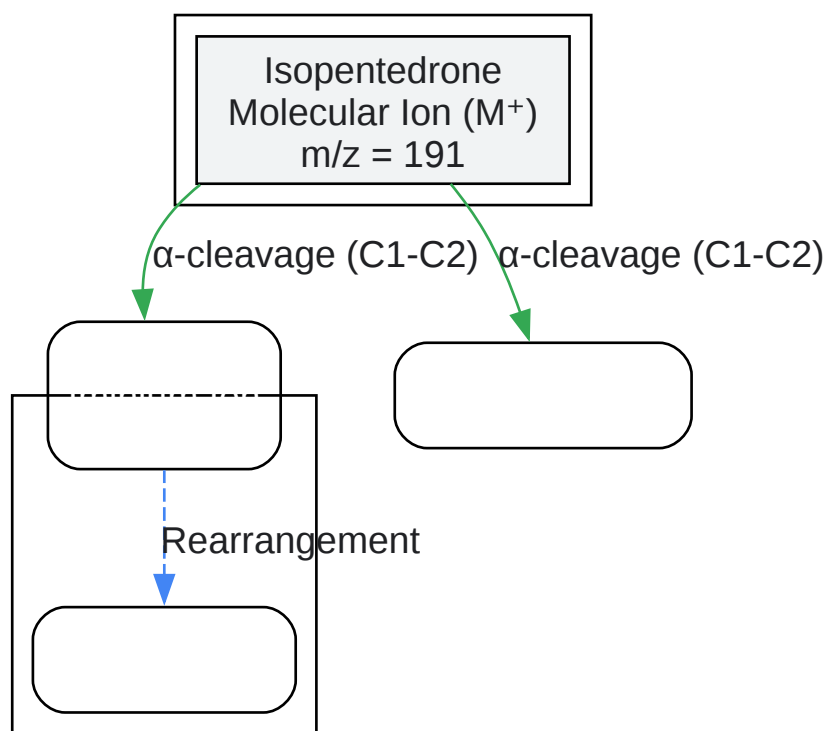 Isopentedrone
Molecular Ion (M⁺)
m/z = 191
α-cleavage (C1-C2)
α-cleavage (C1-C2)
Rearrangement